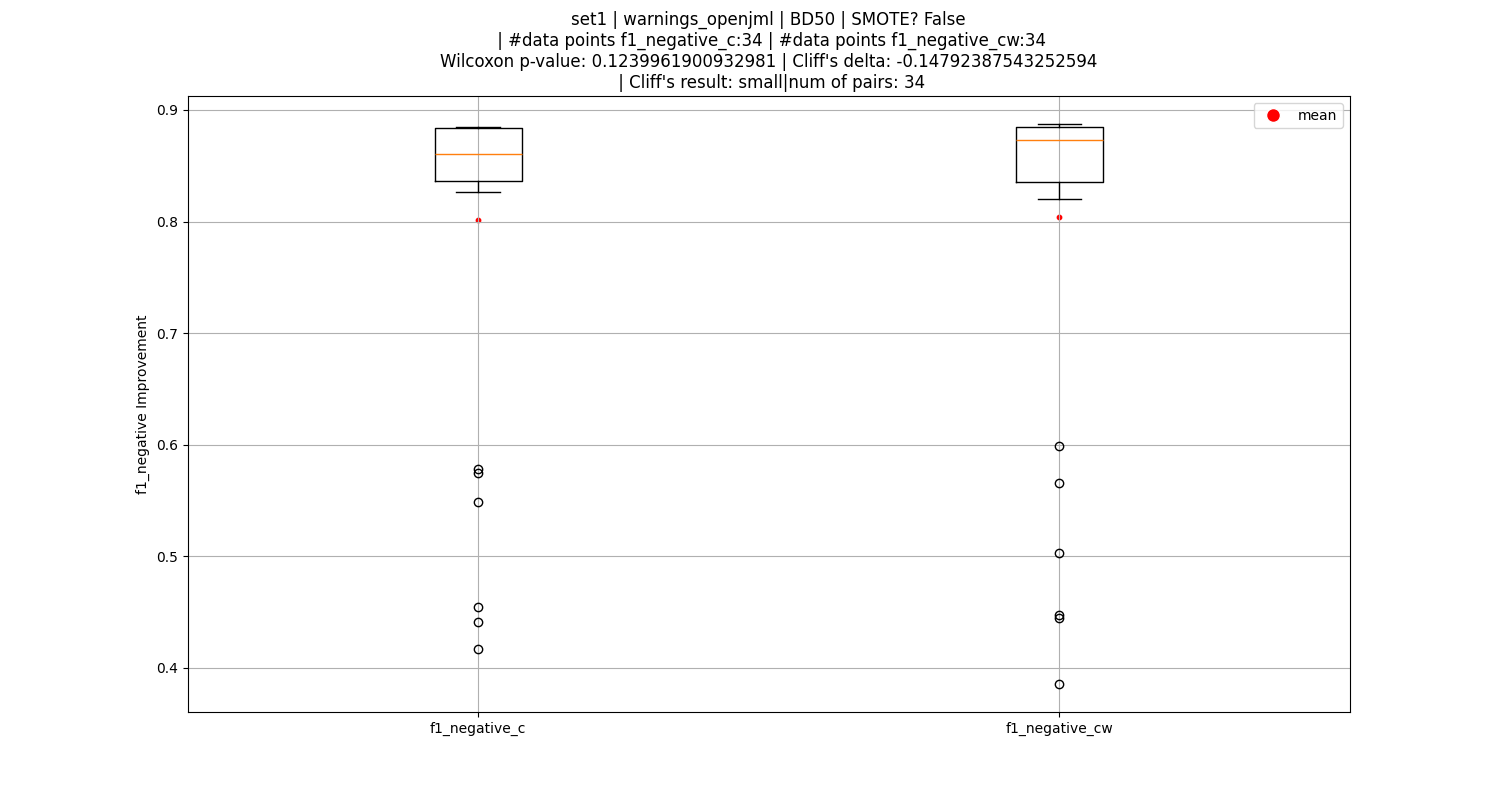 set1 | warnings_openjml | BD50 | SMOTE? False
| #data points f1_negative_c:34 | #data points f1_negative_cw:34
Wilcoxon p-value: 0.1239961900932981 | Cliff's delta: -0.14792387543252594
| Cliff's result: small|num of pairs: 34
mean
f1_negative Improvement
0.9
0.8
0.7
0.6
0.5
0.4
f1_negative_c
f1_negative_cw